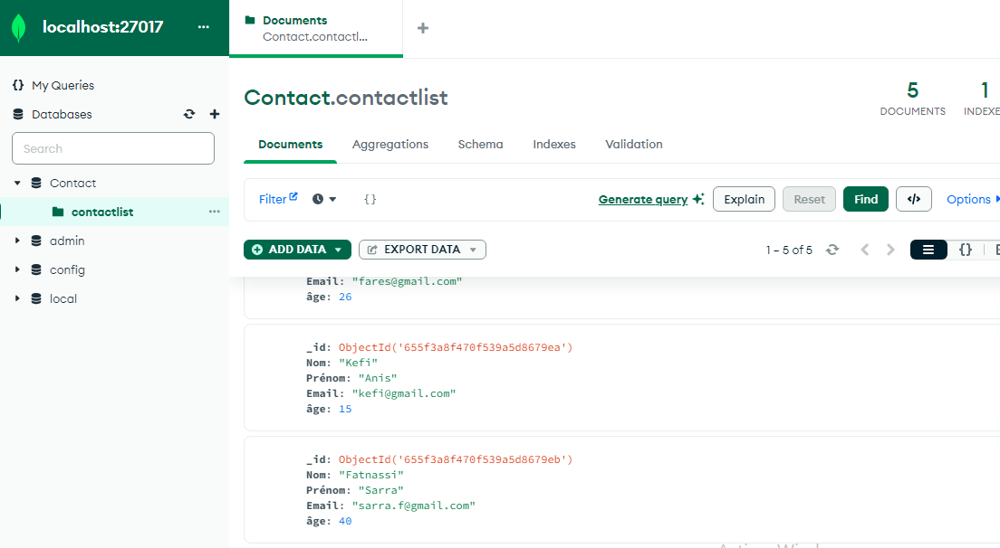 localhost:27017
...
Documents
Contact.contactl...
+
{} My Queries
Databases
Search
Contact
contactlist
...
admin
config
local
Contact.contactlist
5
DOCUMENTS
1
INDEXE
Documents Aggregations Schema Indexes Validation
Filter {} Generate query Explain Reset Find </> Options
ADD DATA EXPORT DATA 1 – 5 of 5 {}
Email: "fares@gmail.com"
âge: 26
_id: ObjectId('655f3a8f470f539a5d8679ea')
Nom: "Kefi"
Prénom: "Anis"
Email: "kefi@gmail.com"
âge: 15
_id: ObjectId('655f3a8f470f539a5d8679eb')
Nom: "Fatnassi"
Prénom: "Sarra"
Email: "sarra.f@gmail.com"
âge: 40